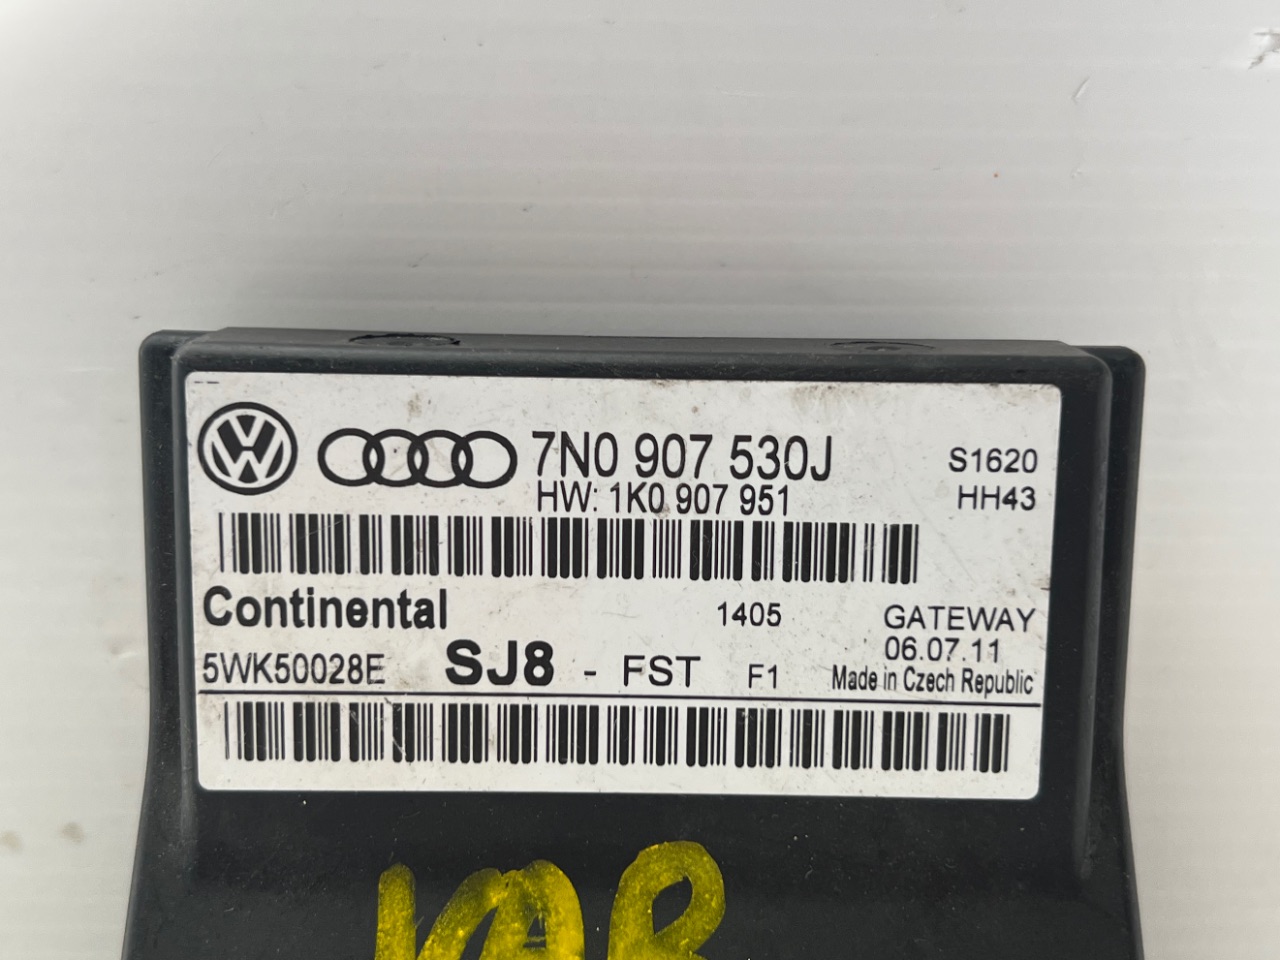 7N0 907 530J
HW: 1K0 907 951
S1620
HH43
Continental
1405
GATEWAY
06.07.11
5WK50028E
SJ8 - FST F1
Made in Czech Republic